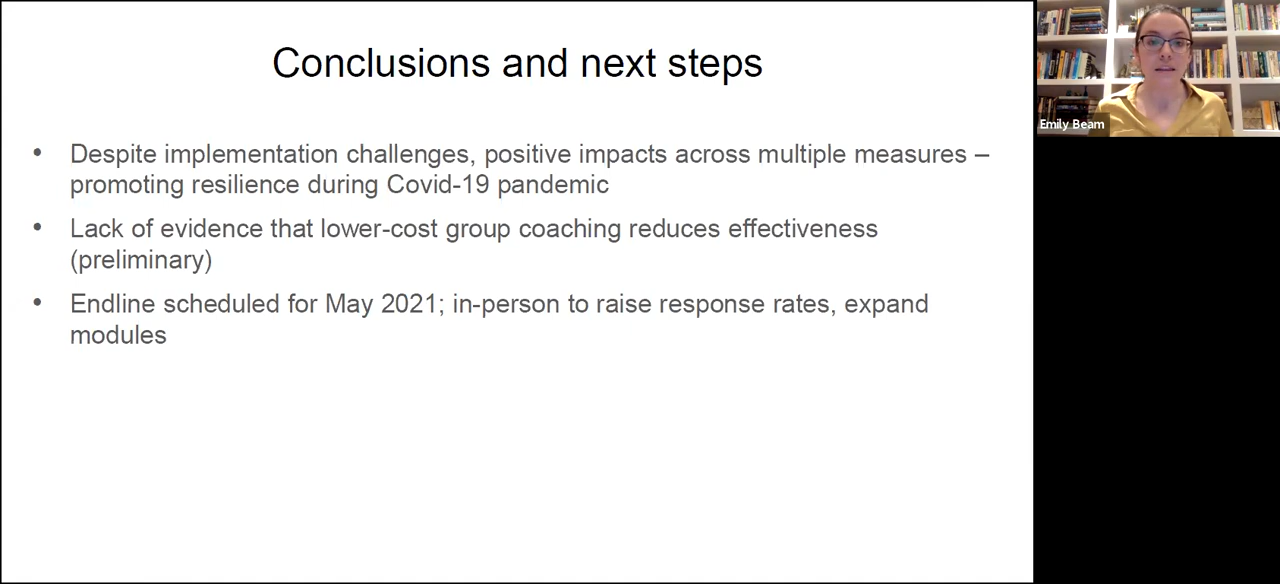 Conclusions and next steps
• Despite implementation challenges, positive impacts across multiple measures –
promoting resilience during Covid-19 pandemic
• Lack of evidence that lower-cost group coaching reduces effectiveness
(preliminary)
• Endline scheduled for May 2021; in-person to raise response rates, expand
modules
Emily Beam